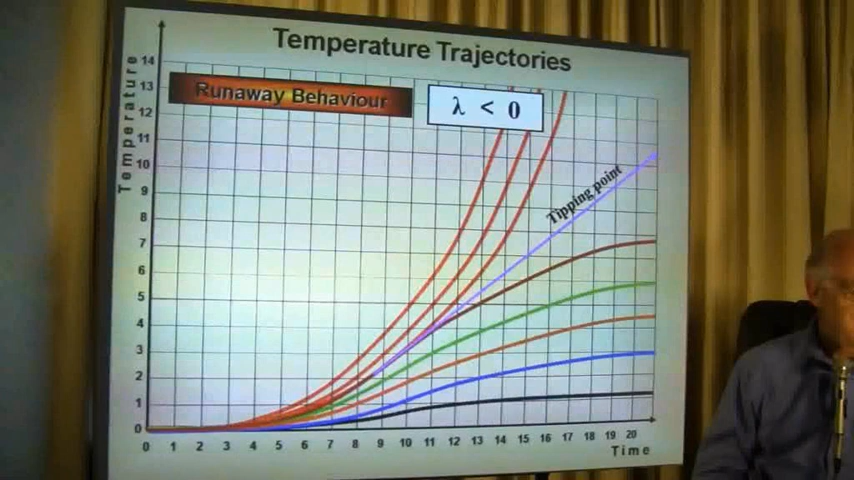 Temperature Trajectories
Runaway Behaviour
λ < 0
Temperature
14
13
12
11
10
9
8
7
6
5
4
3
2
1
0
Tipping point
0 1 2 3 4 5 6 7 8 9 10 11 12 13 14 15 16 17 18 19 20
Time